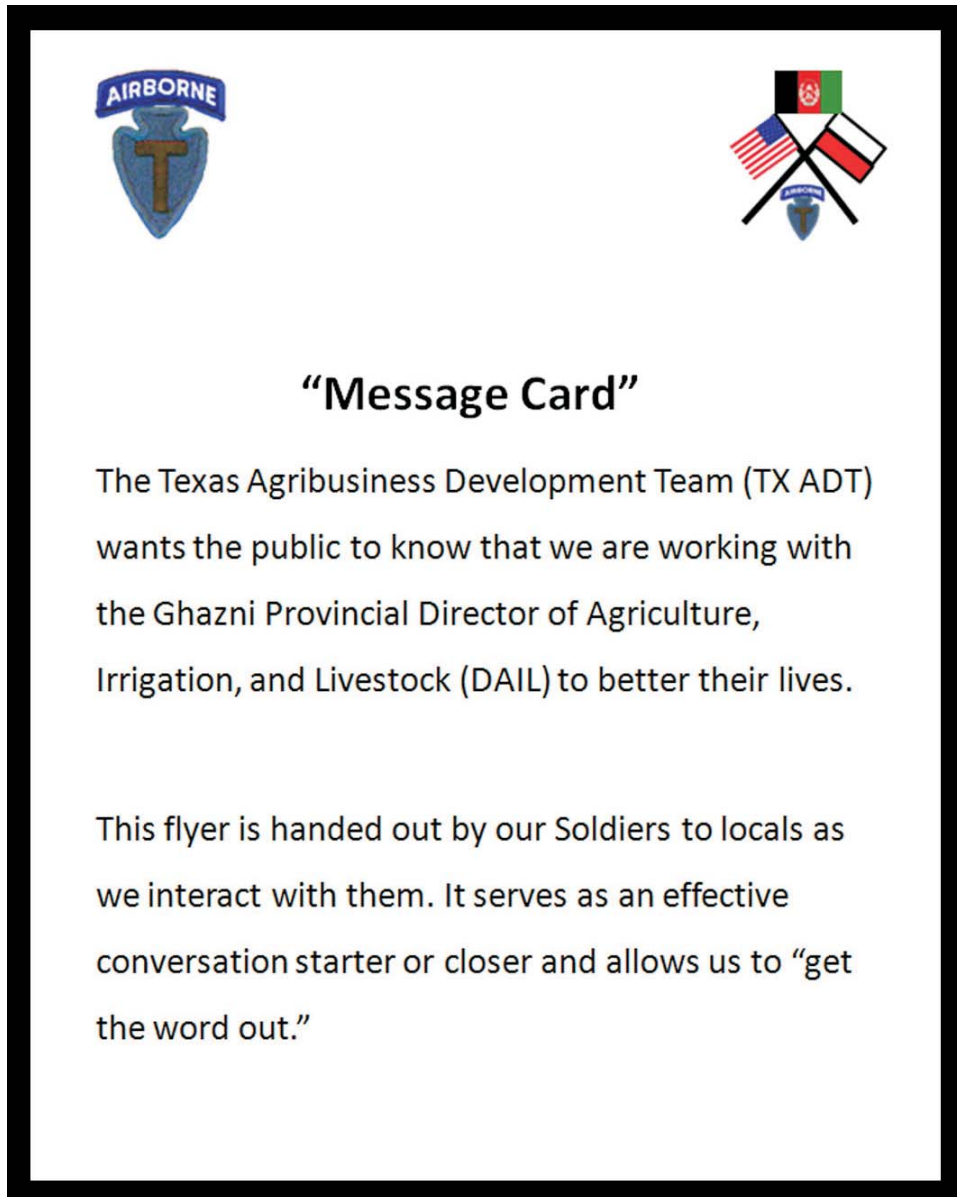 AIRBORNE
T
AIRBORNE
T
“Message Card”
The Texas Agribusiness Development Team (TX ADT)
wants the public to know that we are working with
the Ghazni Provincial Director of Agriculture,
Irrigation, and Livestock (DAIL) to better their lives.
This flyer is handed out by our Soldiers to locals as
we interact with them. It serves as an effective
conversation starter or closer and allows us to “get
the word out.”